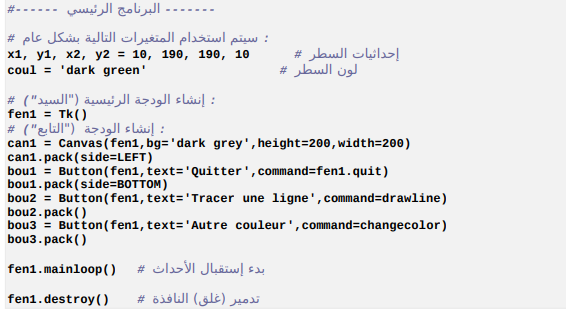 #------ البرنامج الرئيسي -------
# سيتم استخدام المتغيرات التالية بشكل عام :
x1, y1, x2, y2 = 10, 190, 190, 10 # إحداثيات السطر
coul = 'dark green' # لون السطر
# إنشاء الودجة الرئيسية ("السيد") :
fen1 = Tk()
# إنشاء الودجة ("التابع") :
can1 = Canvas(fen1,bg='dark grey',height=200,width=200)
can1.pack(side=LEFT)
bou1 = Button(fen1,text='Quitter',command=fen1.quit)
bou1.pack(side=BOTTOM)
bou2 = Button(fen1,text='Tracer une ligne',command=drawline)
bou2.pack()
bou3 = Button(fen1,text='Autre couleur',command=changecolor)
bou3.pack()
fen1.mainloop() # بدء إستقبال الأحداث
fen1.destroy() # تدمير (غلق) النافذة